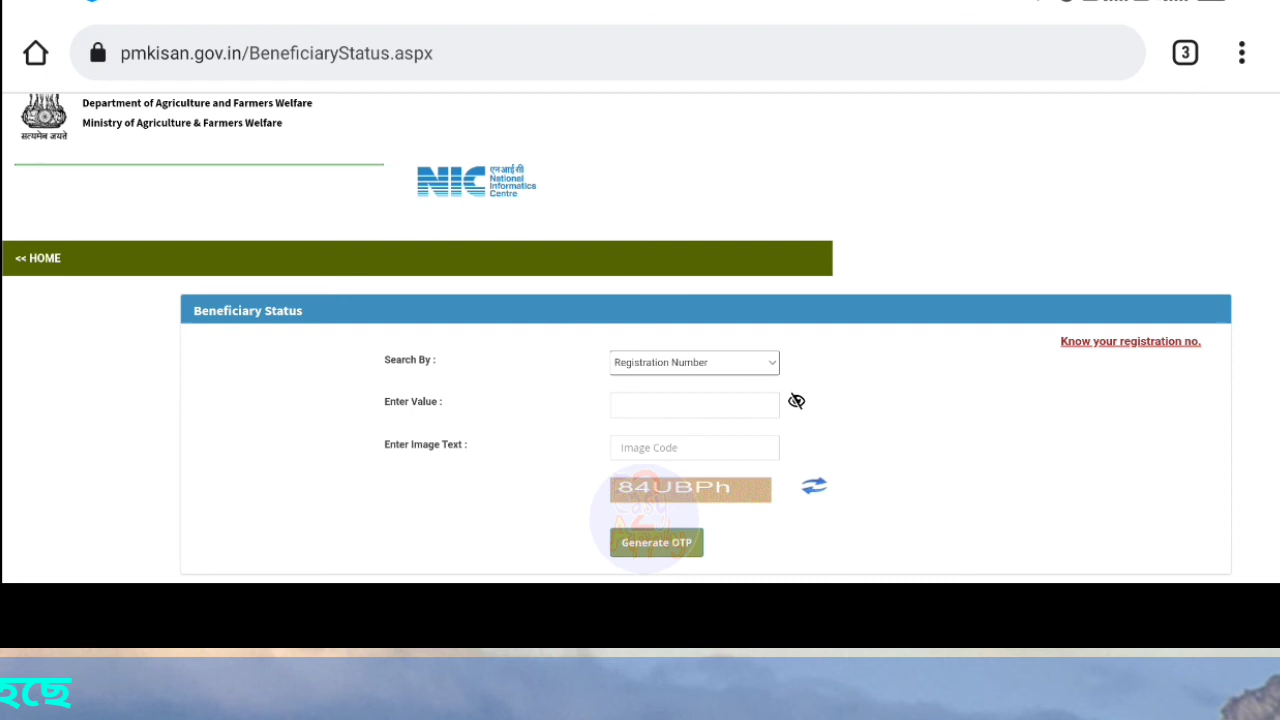 pmkisan.gov.in/BeneficiaryStatus.aspx
3
Department of Agriculture and Farmers Welfare
Ministry of Agriculture & Farmers Welfare
सत्यमेव जयते
NIC
एन आई सी
National
Informatics
Centre
<< HOME
Beneficiary Status
Know your registration no.
Search By :
Registration Number
Enter Value :
Enter Image Text :
Image Code
84UBPh
Generate OTP
হচ্ছে